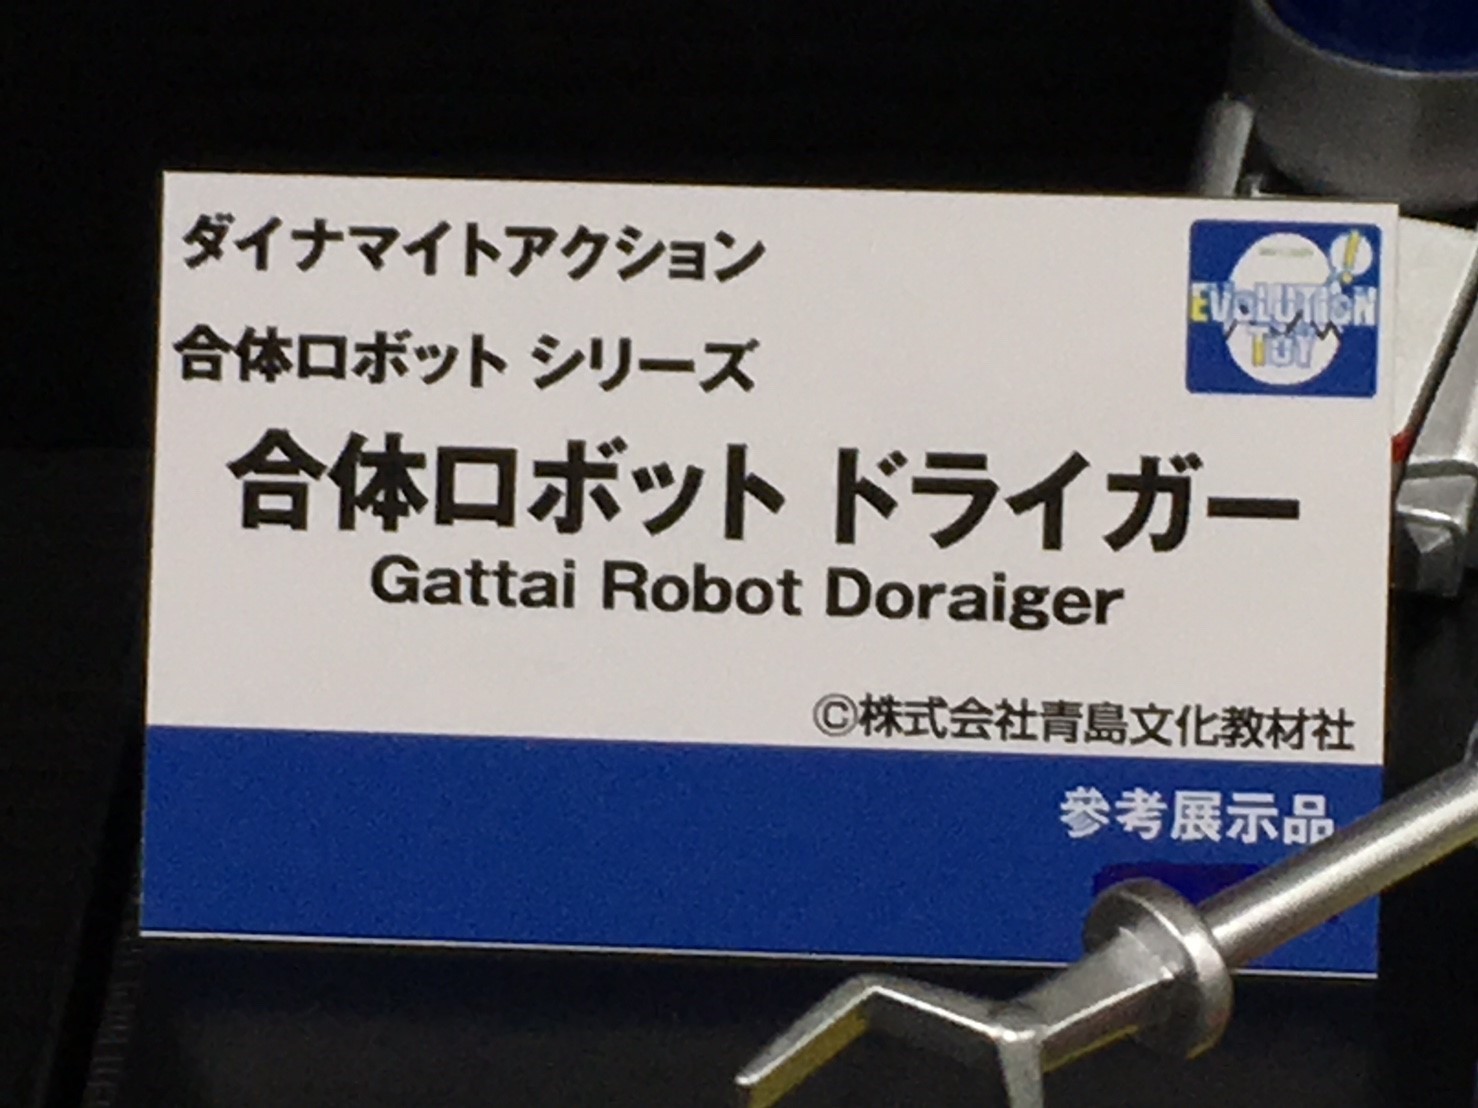 ダイナマイトアクション
合体ロボット シリーズ
EVOLUTION
TOY
合体ロボット ドライガー
Gattai Robot Doraiger
©株式会社青島文化教材社
参考展示品